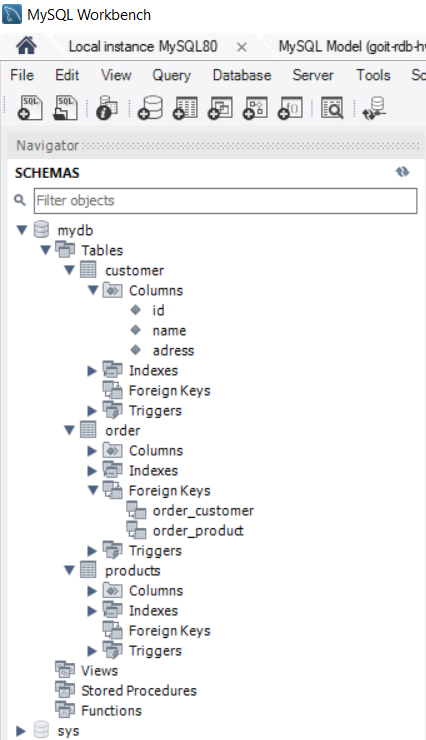 MySQL Workbench
Local instance MySQL80 × MySQL Model (goit-rdb-h
File Edit View Query Database Server Tools Sc
SQL SQL i f()
Navigator
SCHEMAS
Filter objects
mydb
Tables
customer
Columns
id
name
adress
Indexes
Foreign Keys
Triggers
order
Columns
Indexes
Foreign Keys
order_customer
order_product
Triggers
products
Columns
Indexes
Foreign Keys
Triggers
Views
Stored Procedures
Functions
sys